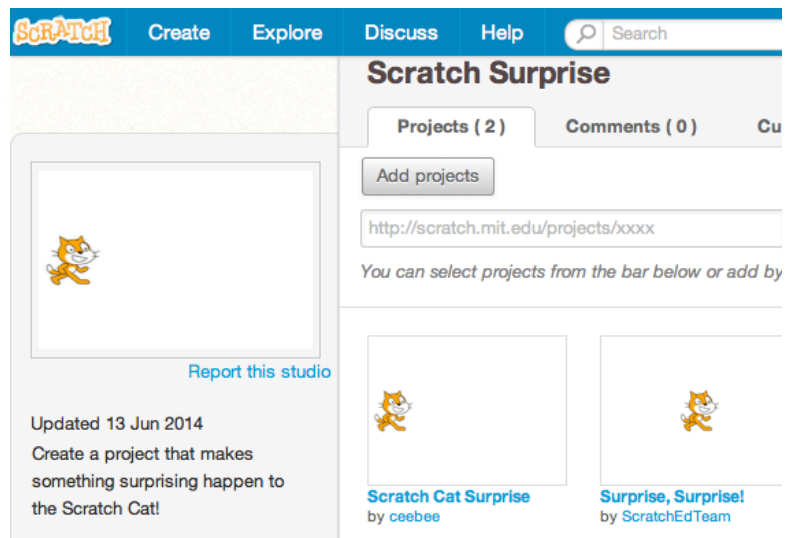 SCRATCH Create Explore Discuss Help Search
Scratch Surprise
Projects ( 2 ) Comments ( 0 ) Cu
Add projects
http://scratch.mit.edu/projects/xxxx
You can select projects from the bar below or add by
Report this studio
Updated 13 Jun 2014
Create a project that makes
something surprising happen to
the Scratch Cat!
Scratch Cat Surprise
by ceebee
Surprise, Surprise!
by ScratchEdTeam